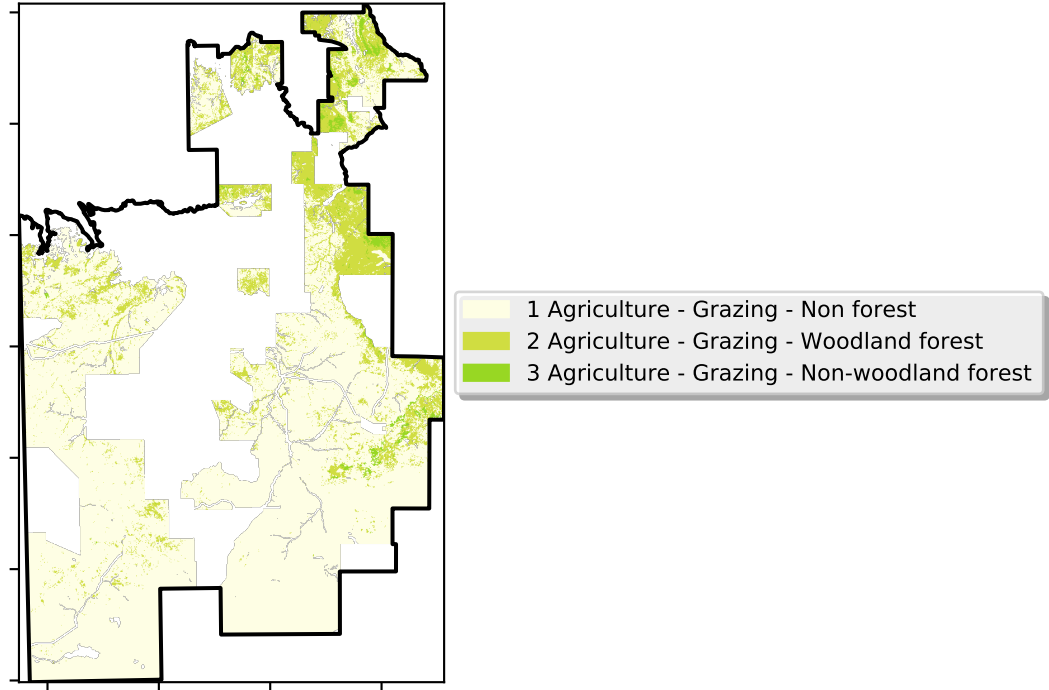 1 Agriculture - Grazing - Non forest
2 Agriculture - Grazing - Woodland forest
3 Agriculture - Grazing - Non-woodland forest